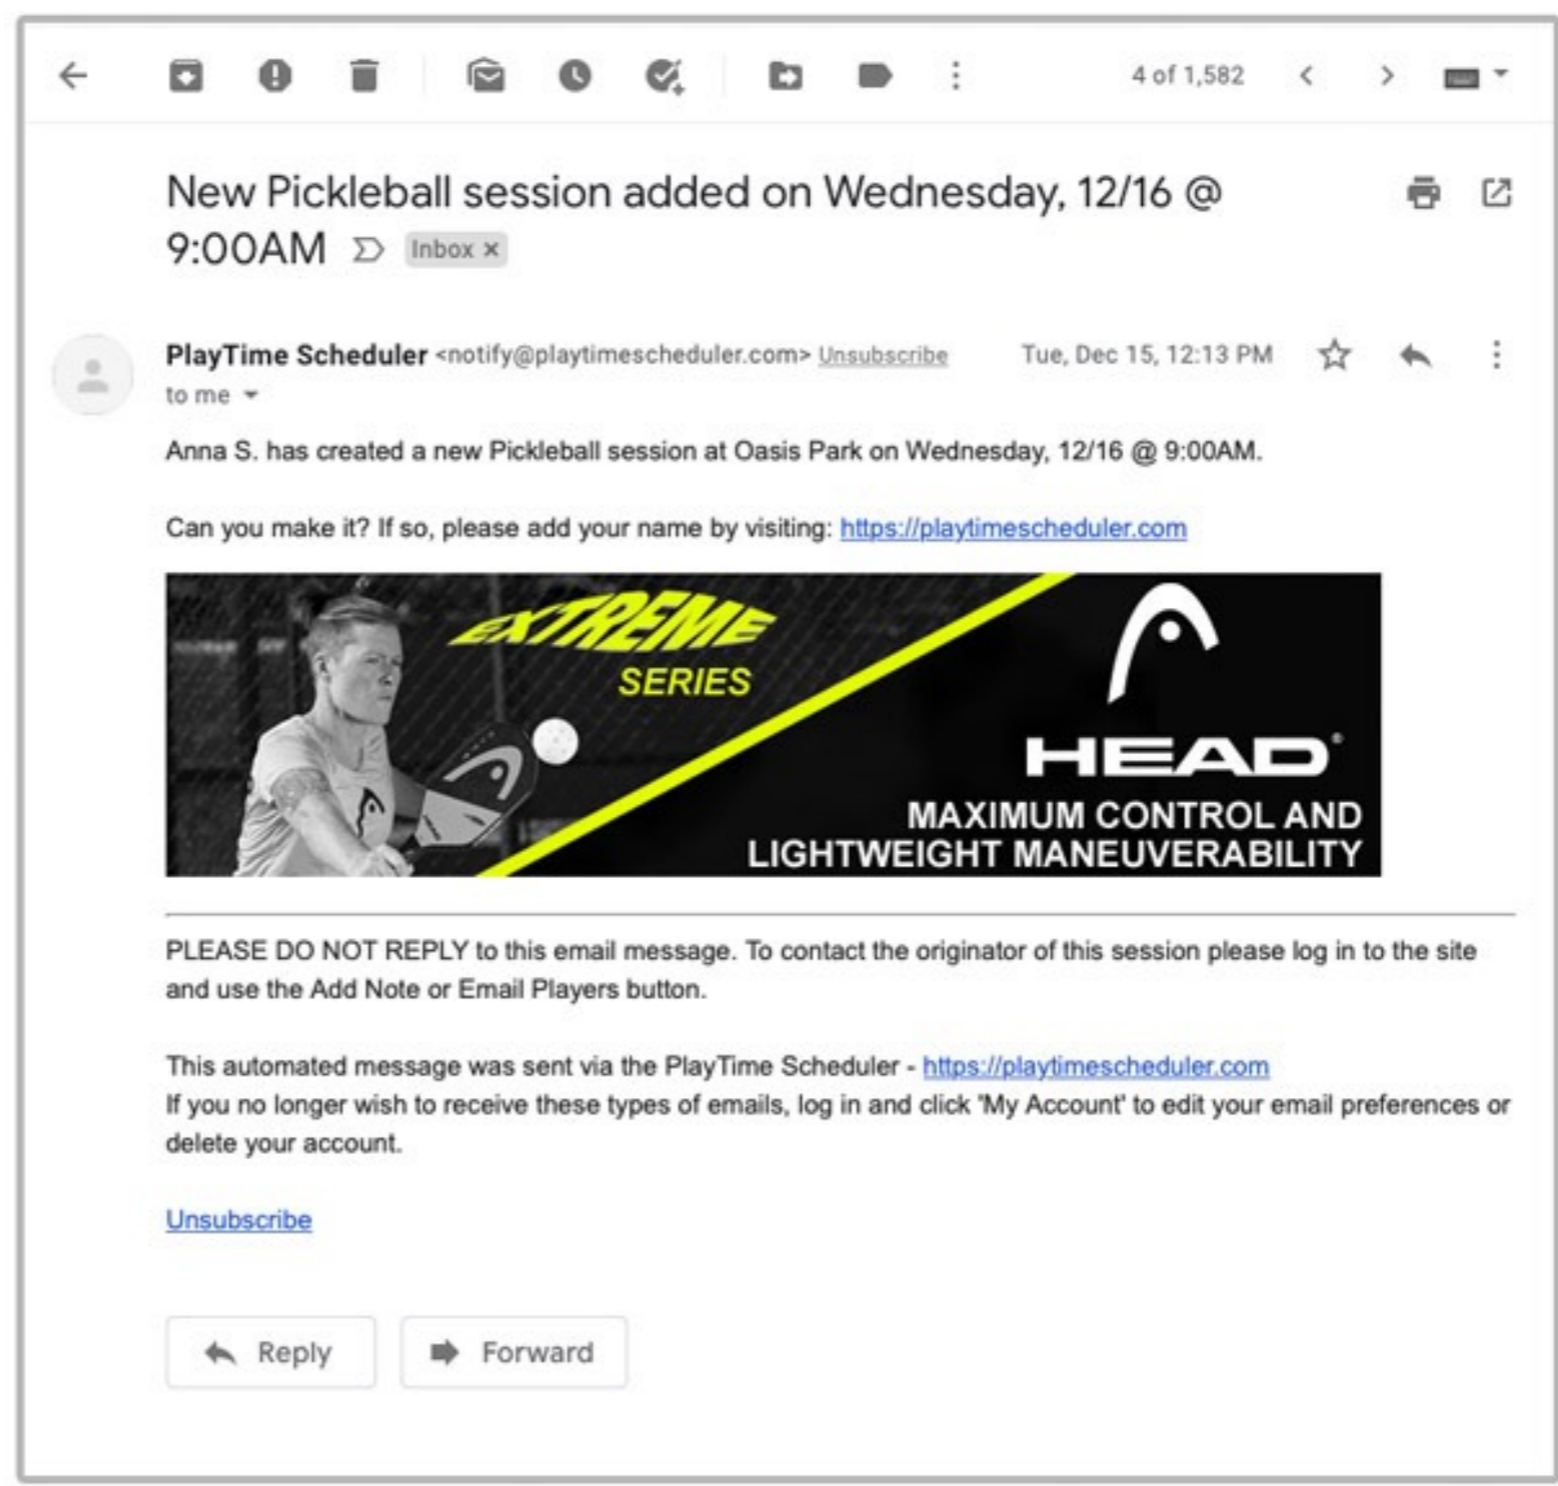 4 of 1,582
New Pickleball session added on Wednesday, 12/16 @
9:00AM Inbox ×
PlayTime Scheduler <notify@playtimescheduler.com> Unsubscribe Tue, Dec 15, 12:13 PM
to me
Anna S. has created a new Pickleball session at Oasis Park on Wednesday, 12/16 @ 9:00AM.
Can you make it? If so, please add your name by visiting: https://playtimescheduler.com
EXTREME
SERIES
HEAD®
MAXIMUM CONTROL AND
LIGHTWEIGHT MANEUVERABILITY
PLEASE DO NOT REPLY to this email message. To contact the originator of this session please log in to the site
and use the Add Note or Email Players button.
This automated message was sent via the PlayTime Scheduler - https://playtimescheduler.com
If you no longer wish to receive these types of emails, log in and click 'My Account' to edit your email preferences or
delete your account.
Unsubscribe
Reply Forward